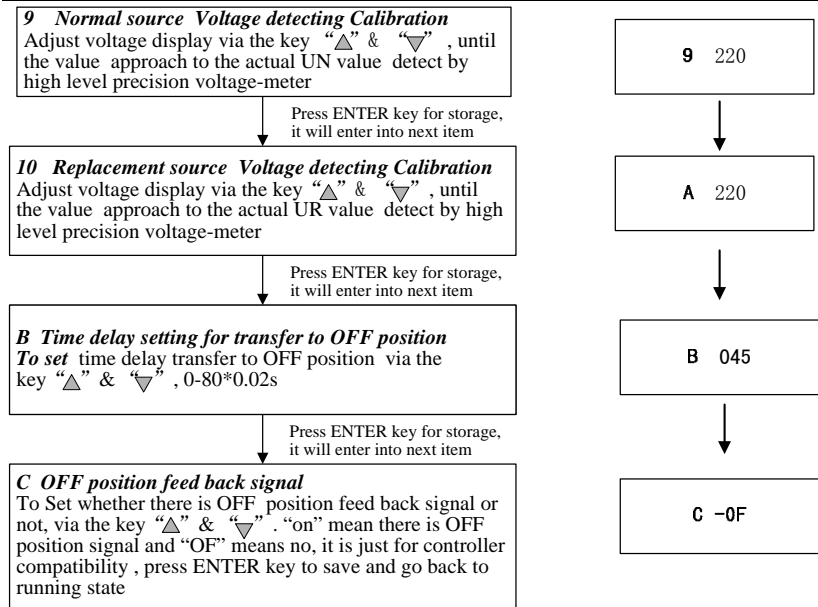 9 Normal source Voltage detecting Calibration
Adjust voltage display via the key “△” & “▽” , until
the value approach to the actual UN value detect by
high level precision voltage-meter
9 220
Press ENTER key for storage,
it will enter into next item
10 Replacement source Voltage detecting Calibration
Adjust voltage display via the key “△” & “▽” , until
the value approach to the actual UR value detect by high
level precision voltage-meter
A 220
Press ENTER key for storage,
it will enter into next item
B Time delay setting for transfer to OFF position
To set time delay transfer to OFF position via the
key “△” & “▽” , 0-80*0.02s
B 045
Press ENTER key for storage,
it will enter into next item
C OFF position feed back signal
To Set whether there is OFF position feed back signal or
not, via the key “△” & “▽” . “on” mean there is OFF
position signal and “OF” means no, it is just for controller
compatibility , press ENTER key to save and go back to
running state
C -OF